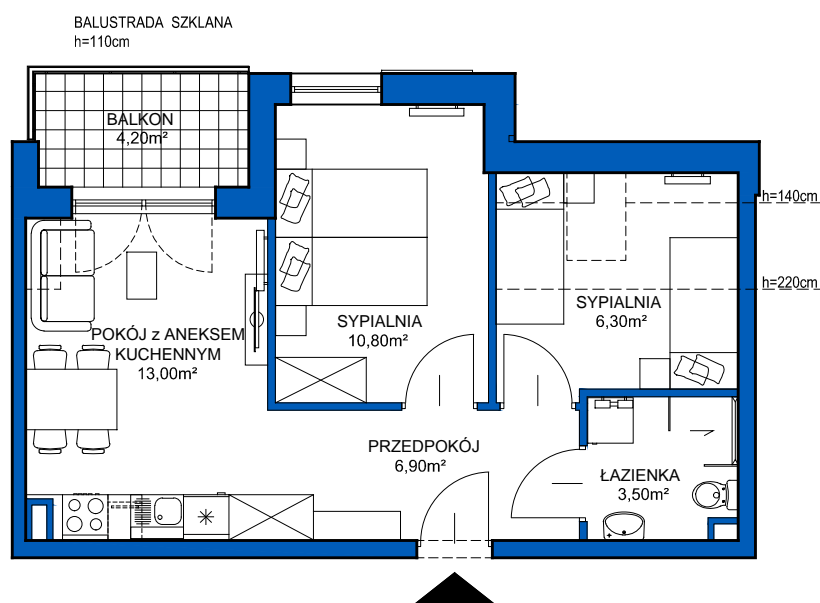 BALUSTRADA SZKLANA
h=110cm
BALKON
4,20m²
h=140cm
h=220cm
SYPIALNIA
6,30m²
SYPIALNIA
10,80m²
POKÓJ z ANEKSEM
KUCHENNYM
13,00m²
PRZEDPOKÓJ
6,90m²
ŁAZIENKA
3,50m²